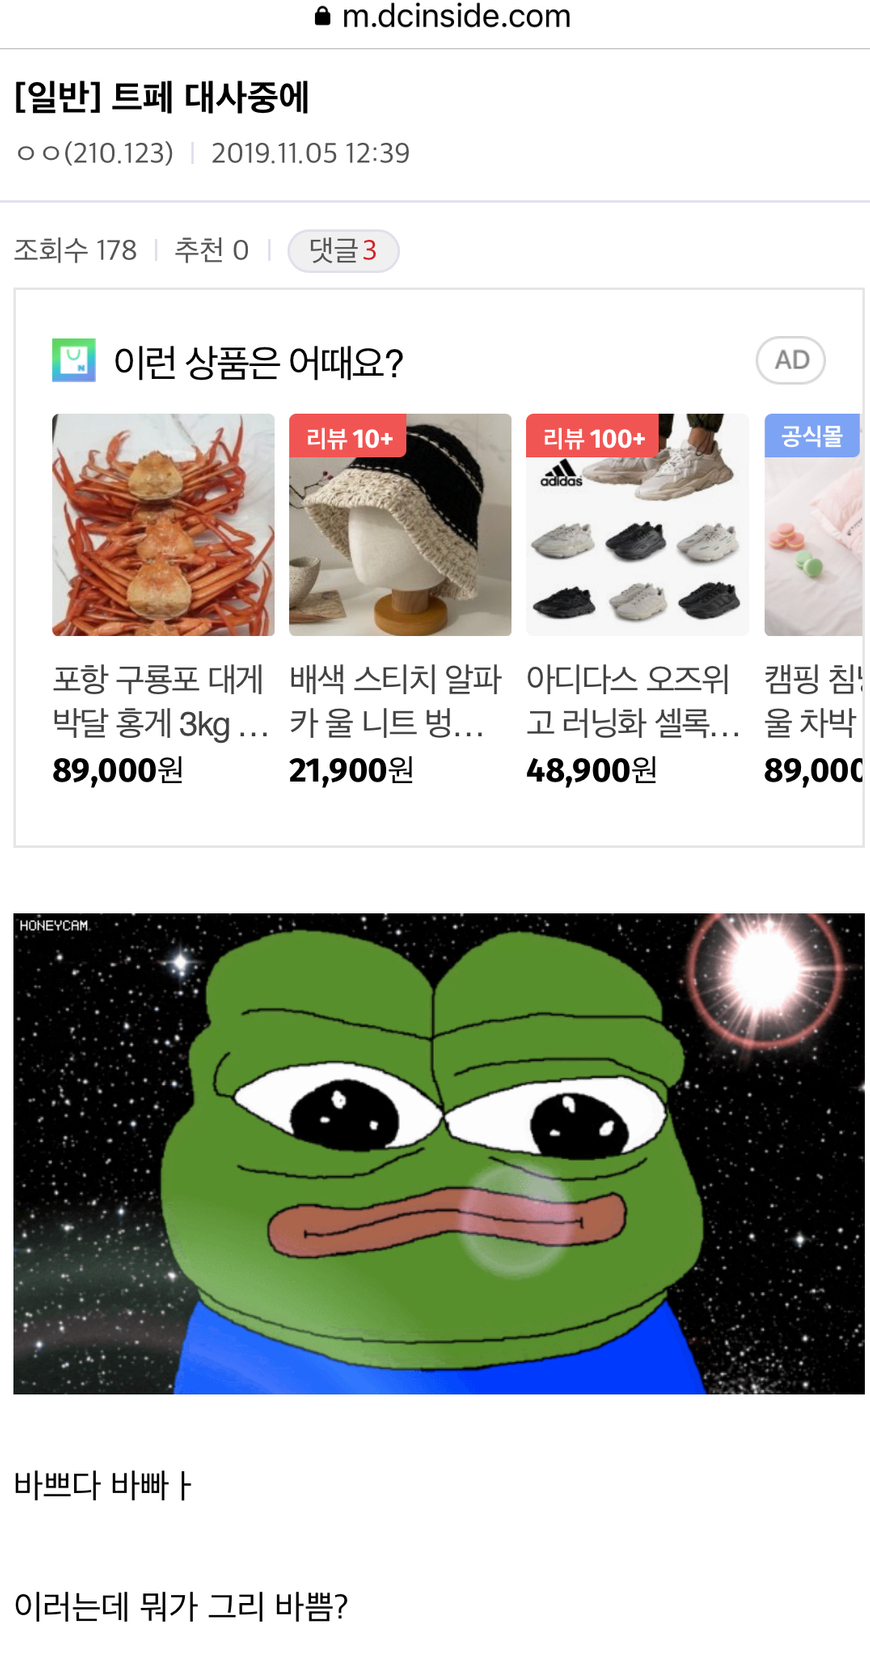 m.dcinside.com
[일반] 트페 대사중에
ㅇㅇ(210.123) | 2019.11.05 12:39
조회수 178 | 추천 0 | 댓글 3
이런 상품은 어때요?
AD
리뷰 10+
리뷰 100+
공식몰
adidas
포항 구룡포 대게
박달 홍게 3kg ...
89,000원
배색 스티치 알파
카 울 니트 벙...
21,900원
아디다스 오즈위
고 러닝화 셀록...
48,900원
캠핑
울 차박
89,000
HONEYCAM
바쁘다 바빠ㅏ
이러는데 뭐가 그리 바쁨?